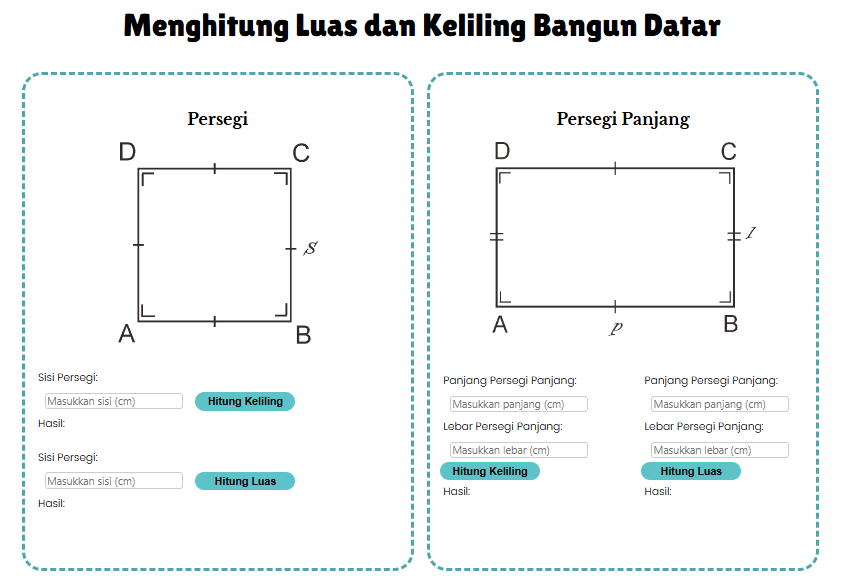 Menghitung Luas dan Keliling Bangun Datar
Persegi
D C
s
A B
Sisi Persegi:
Masukkan sisi (cm) Hitung Keliling
Hasil:
Sisi Persegi:
Masukkan sisi (cm) Hitung Luas
Hasil:
Persegi Panjang
D C
l
A p B
Panjang Persegi Panjang:
Masukkan panjang (cm)
Lebar Persegi Panjang:
Masukkan lebar (cm)
Hitung Keliling
Hasil:
Panjang Persegi Panjang:
Masukkan panjang (cm)
Lebar Persegi Panjang:
Masukkan lebar (cm)
Hitung Luas
Hasil: